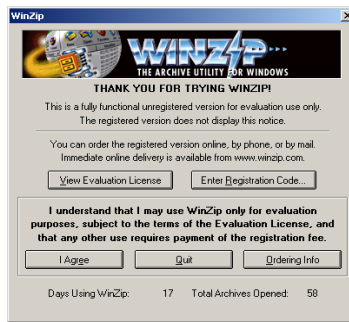 WinZip
WINZIP
THE ARCHIVE UTILITY FOR WINDOWS
THANK YOU FOR TRYING WINZIP!
This is a fully functional unregistered version for evaluation use only.
The registered version does not display this notice.
You can order the registered version online, by phone, or by mail.
Immediate online delivery is available from www.winzip.com.
View Evaluation License
Enter Registration Code...
I understand that I may use WinZip only for evaluation
purposes, subject to the terms of the Evaluation License, and
that any other use requires payment of the registration fee.
I Agree
Quit
Ordering Info
Days Using WinZip: 17 Total Archives Opened: 58